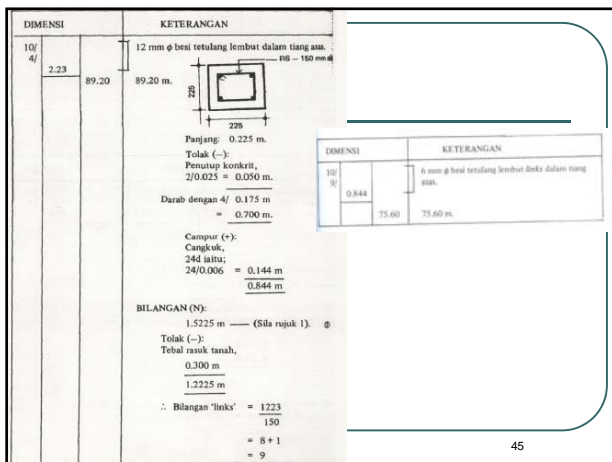 DIMENSI KETERANGAN
10/ 12 mm ϕ besi tetulang lembut dalam tiang asas.
4/
2.23
89.20 89.20 m.
R6 – 150 mm
225
225
Panjang: 0.225 m.
Tolak (–):
Penutup konkrit,
2/0.025 = 0.050 m.
Darab dengan 4/ 0.175 m
= 0.700 m.
Campur (+):
Cangkuk,
24d iaitu;
24/0.006 = 0.144 m
0.844 m
BILANGAN (N):
1.5225 m — (Sila rujuk 1).
Tolak (–):
Tebal rasuk tanah,
0.300 m
1.2225 m
∴ Bilangan 'links' = 1223
150
= 8 + 1
= 9
DIMENSI KETERANGAN
10/ 6 mm ϕ besi tetulang lembut links dalam tiang
9/ asas.
0.844
75.60 75.60 m.
45